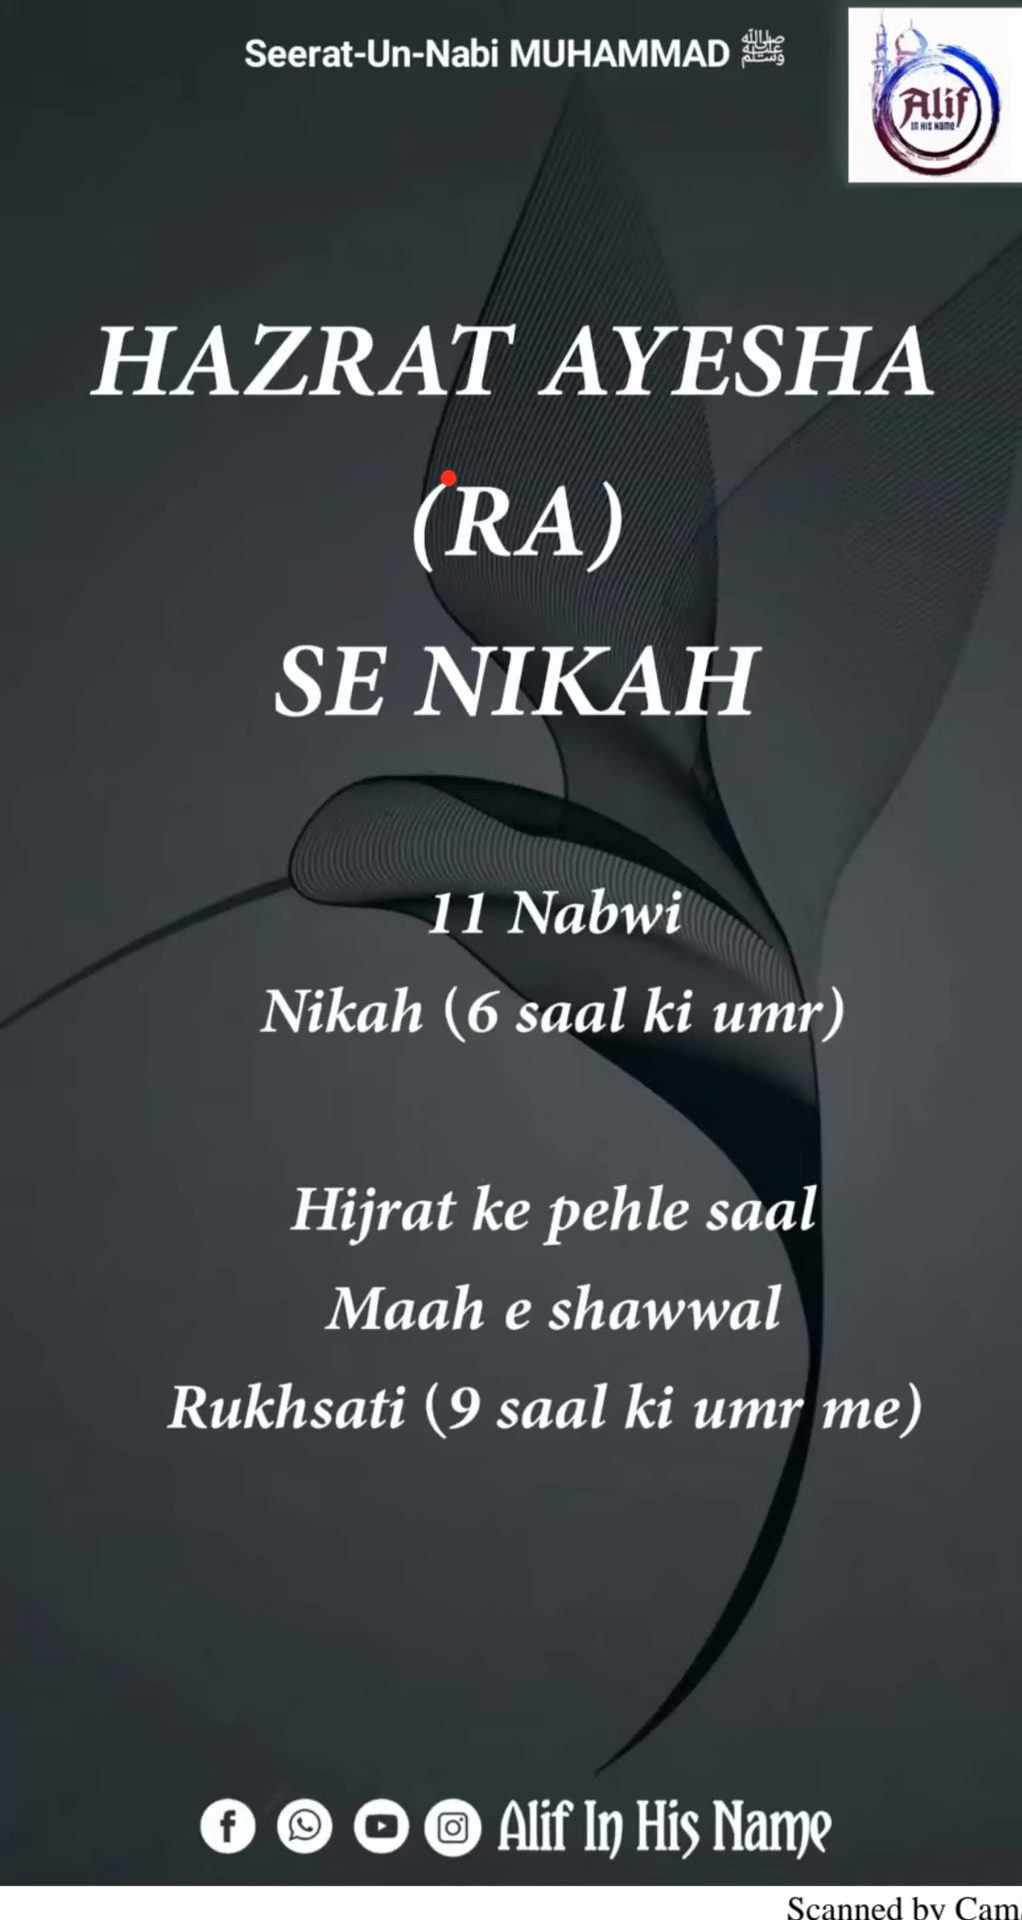 Seerat-Un-Nabi MUHAMMAD ﷺ
Alif
IN HIS NAME
HAZRAT AYESHA
(RA)
SE NIKAH
11 Nabwi
Nikah (6 saal ki umr)
Hijrat ke pehle saal
Maah e shawwal
Rukhsati (9 saal ki umr me)
Alif In His Name
Scanned by Cam